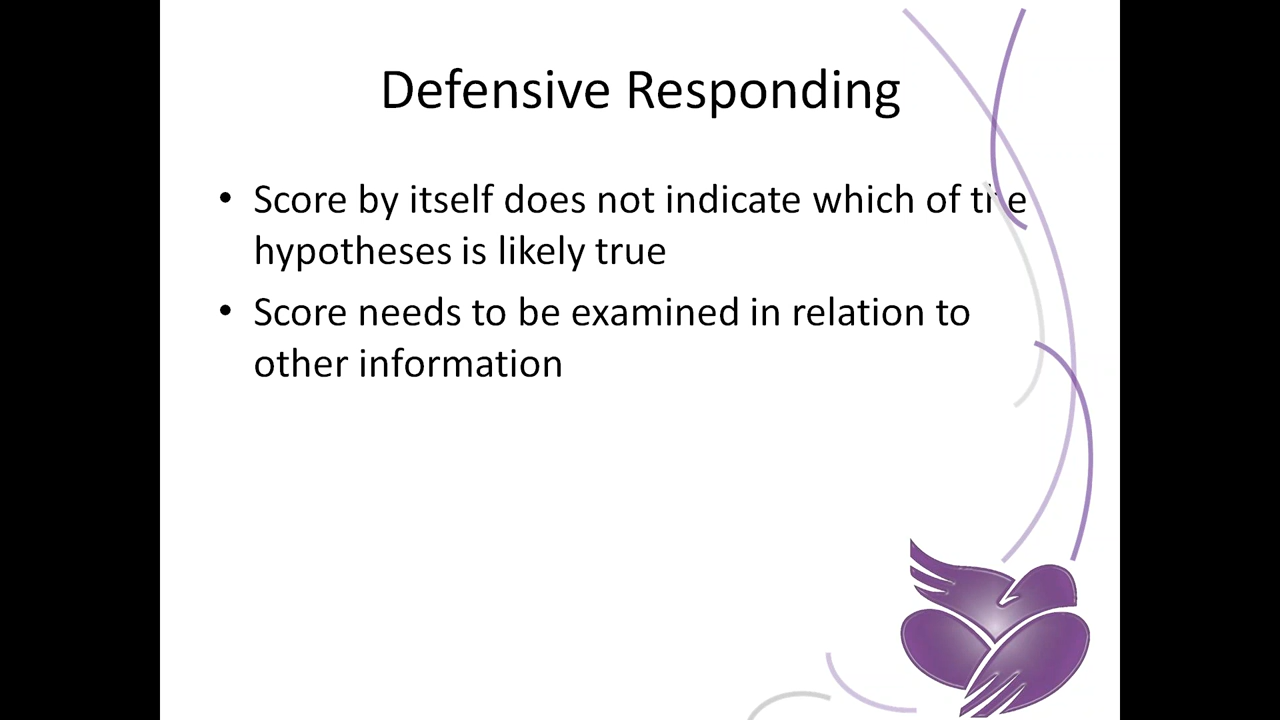 Defensive Responding
• Score by itself does not indicate which of the
hypotheses is likely true
• Score needs to be examined in relation to
other information